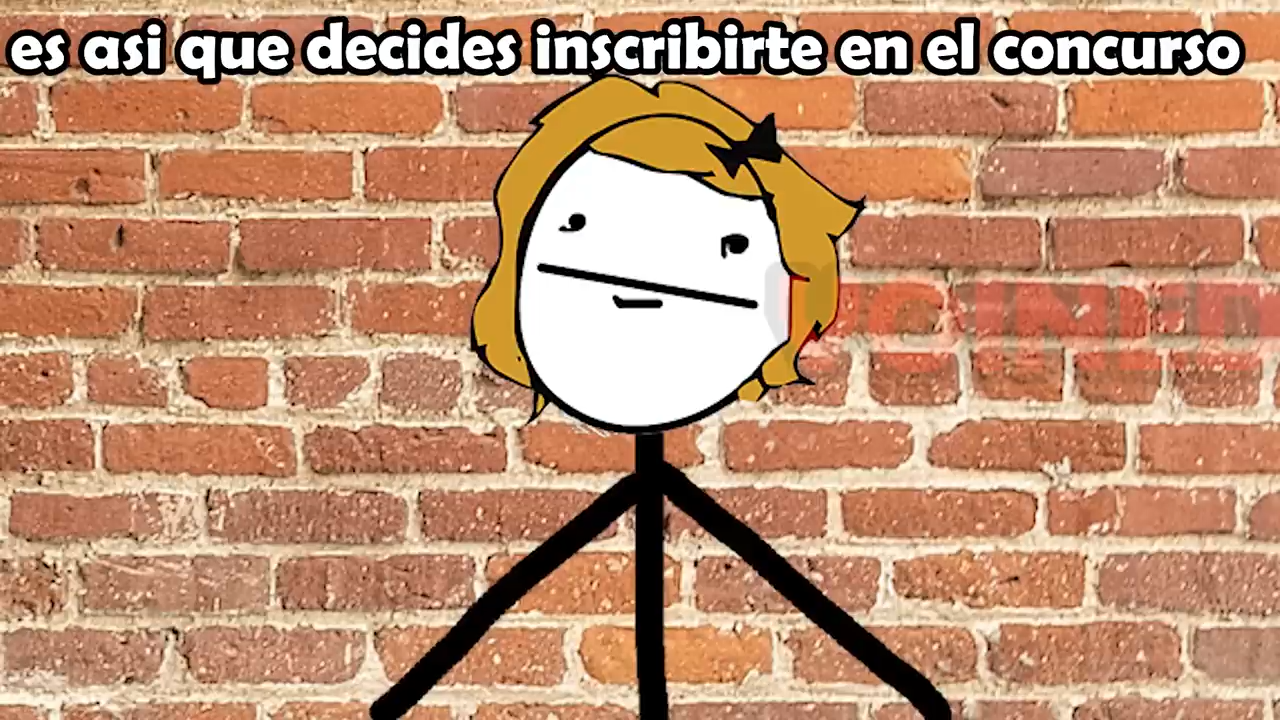 es asi que decides inscribirte en el concurso